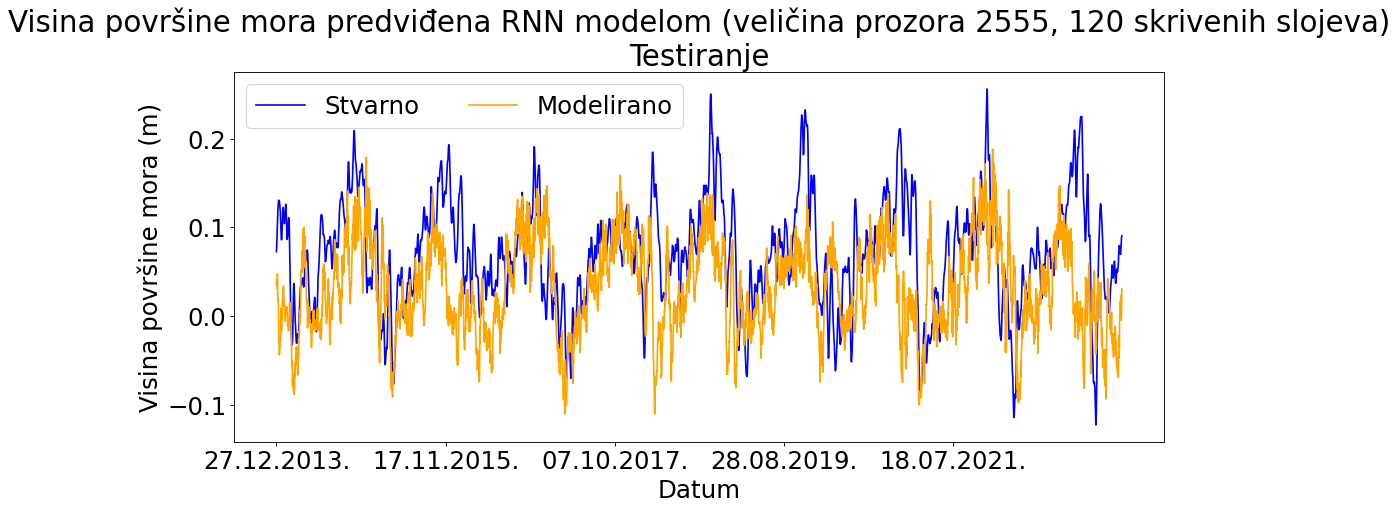 Visina površine mora predviđena RNN modelom (veličina prozora 2555, 120 skrivenih slojeva)
Testiranje
Stvarno
Modelirano
Visina površine mora (m)
0.2
0.1
0.0
−0.1
27.12.2013.
17.11.2015.
07.10.2017.
28.08.2019.
18.07.2021.
Datum